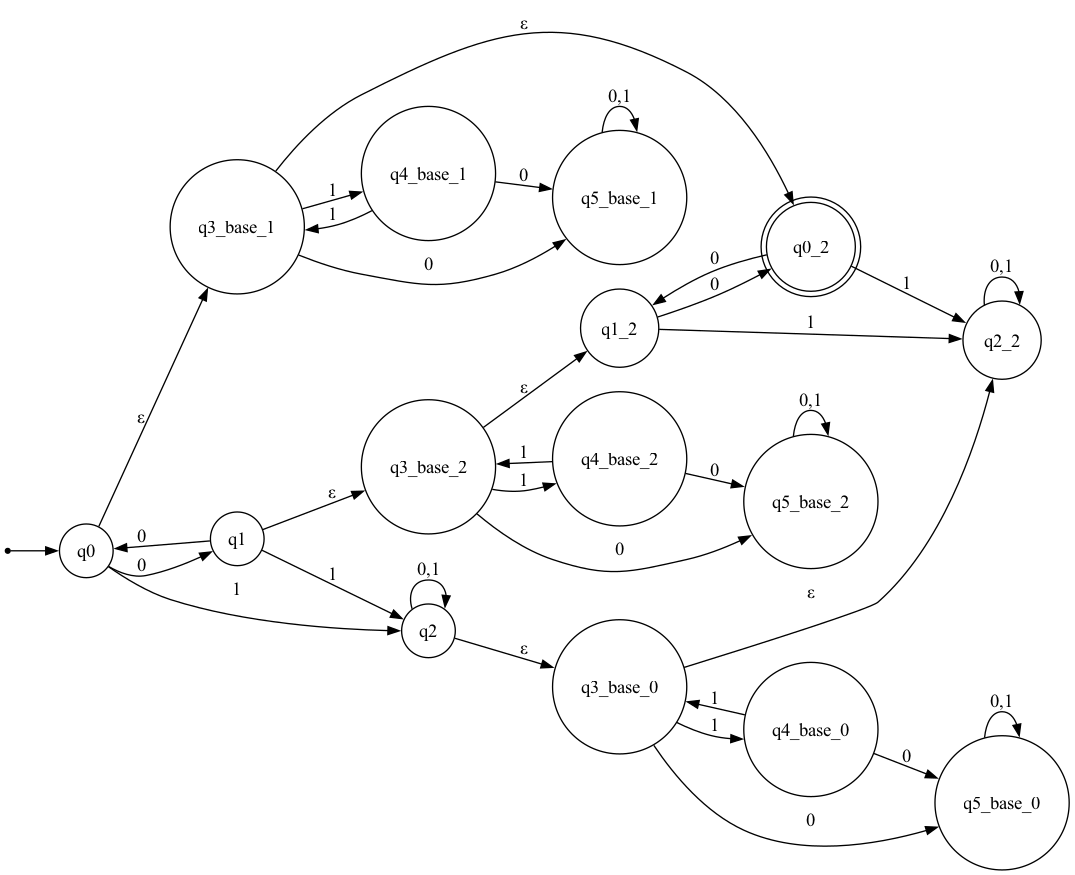 ε
0,1
q4_base_1
0
q5_base_1
1
1
q3_base_1
0
q0_2
0
0
1
0,1
q1_2
1
q2_2
ε
ε
0,1
q3_base_2
1
1
q4_base_2
0
q5_base_2
ε
0
q0
0
0
q1
1
1
0,1
q2
0
ε
ε
q3_base_0
1
1
q4_base_0
0
0,1
q5_base_0
0